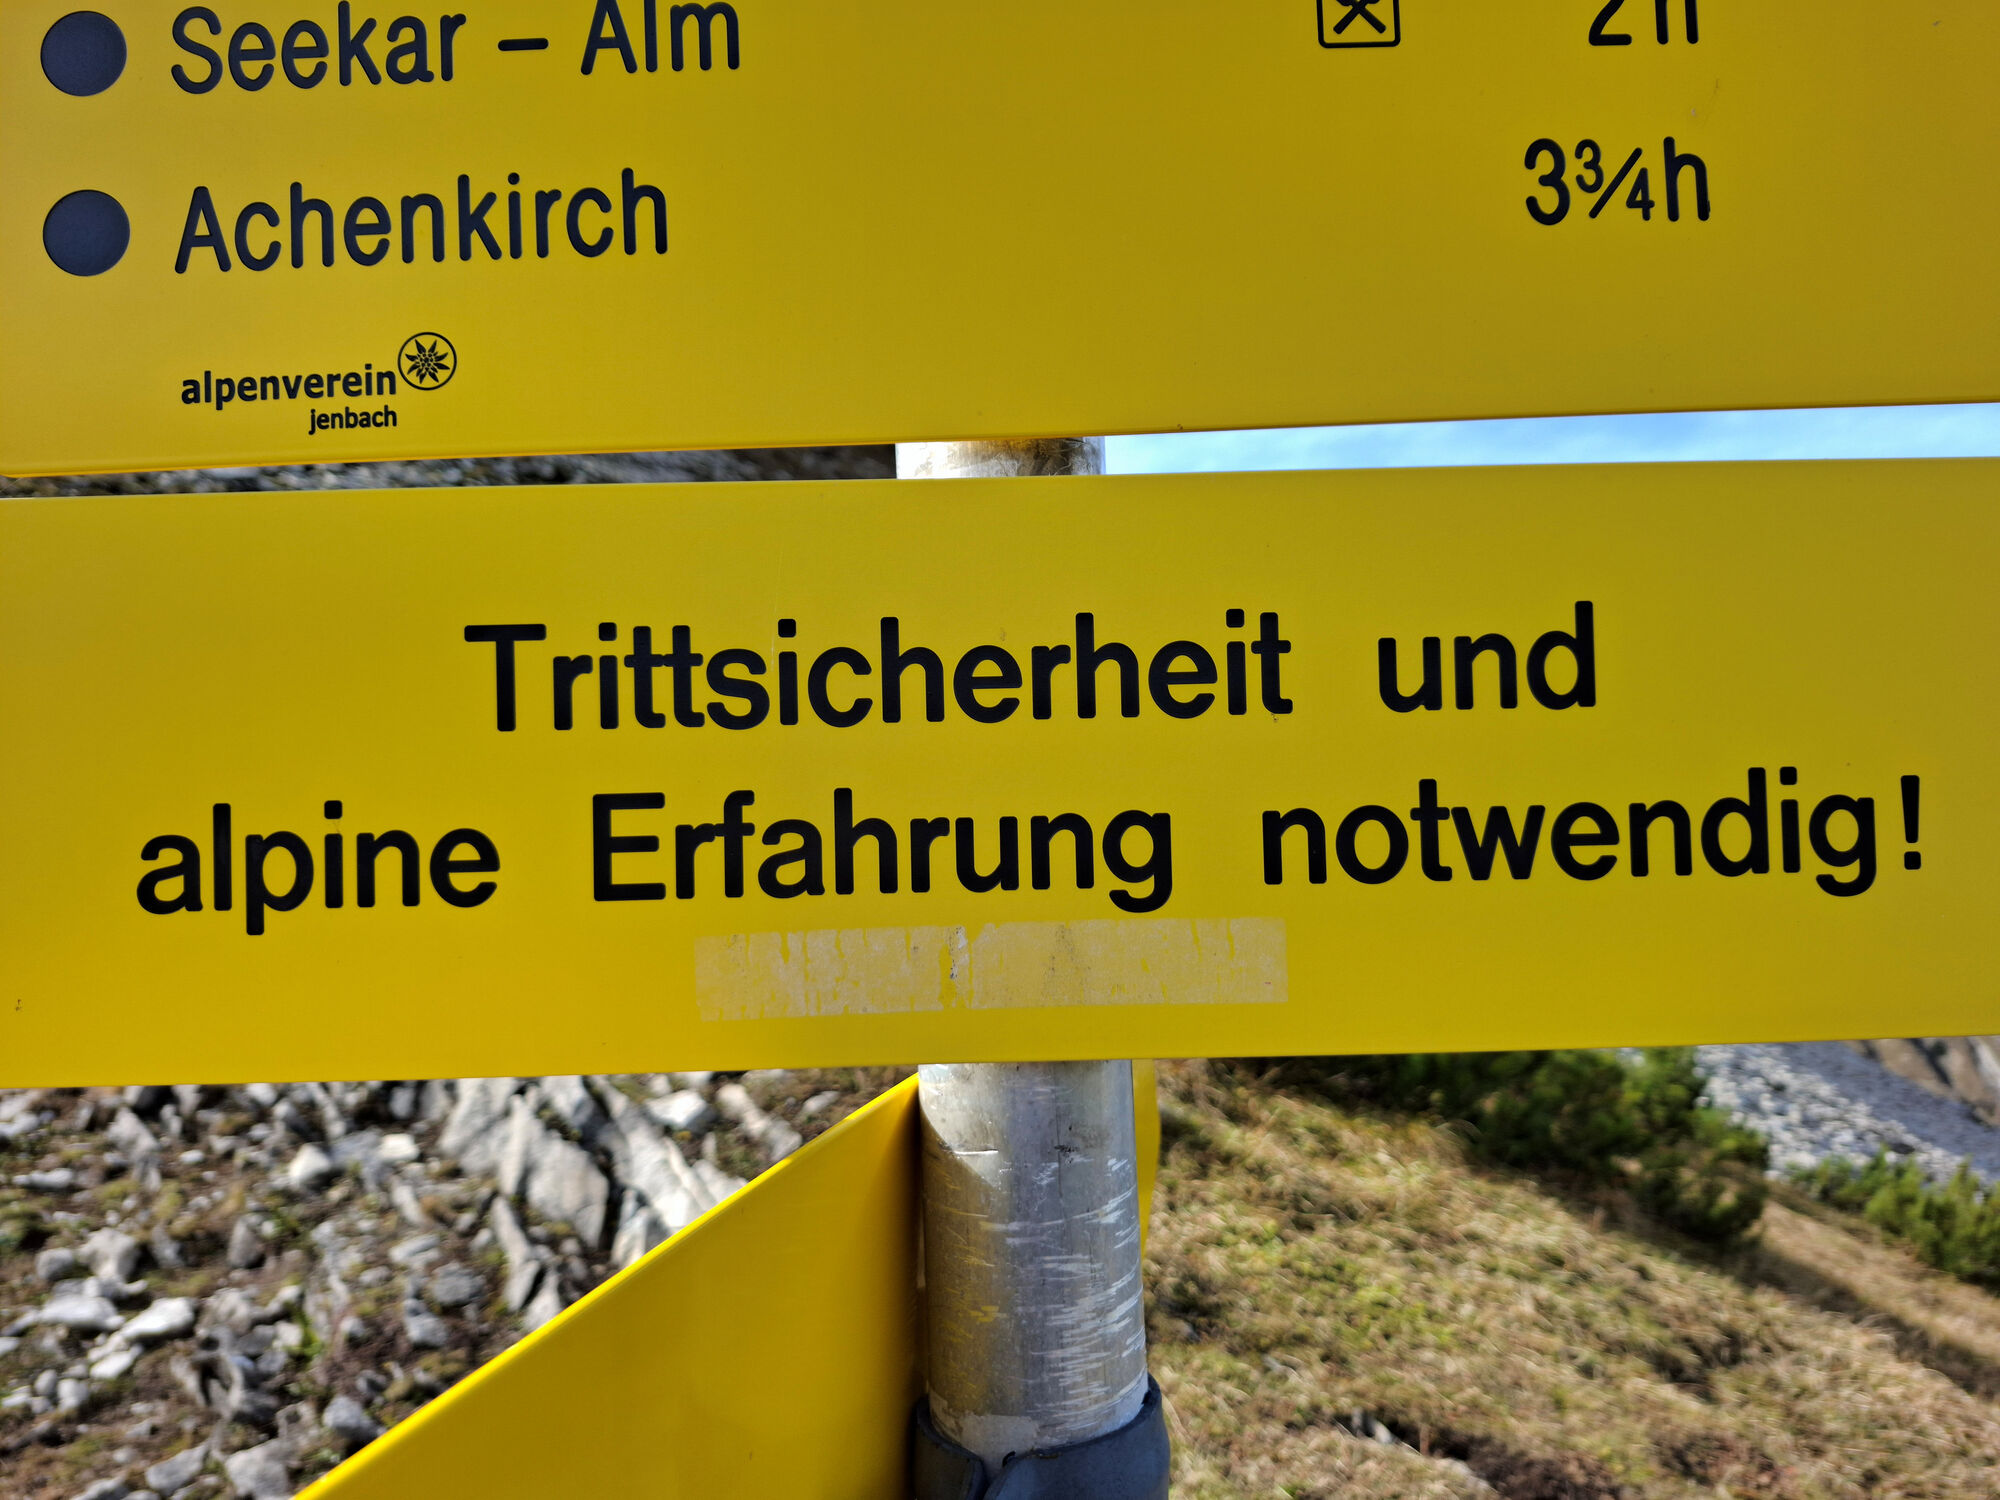 Seekar – Alm 2h
Achenkirch 3¾h
alpenverein
jenbach
Trittsicherheit und
alpine Erfahrung notwendig!